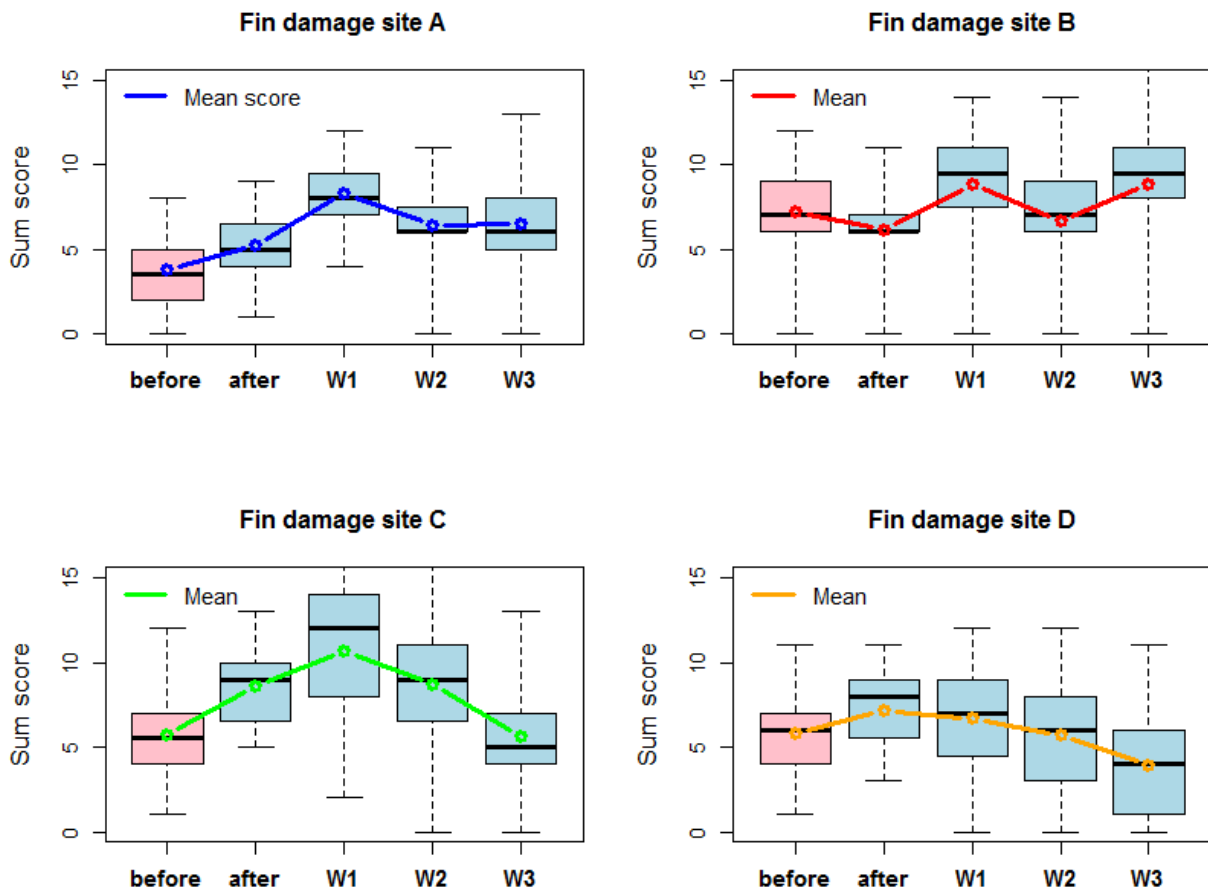 Fin damage site A
Sum score
15
10
5
0
Mean score
before after W1 W2 W3
Fin damage site B
Sum score
15
10
5
0
Mean
before after W1 W2 W3
Fin damage site C
Sum score
15
10
5
0
Mean
before after W1 W2 W3
Fin damage site D
Sum score
15
10
5
0
Mean
before after W1 W2 W3